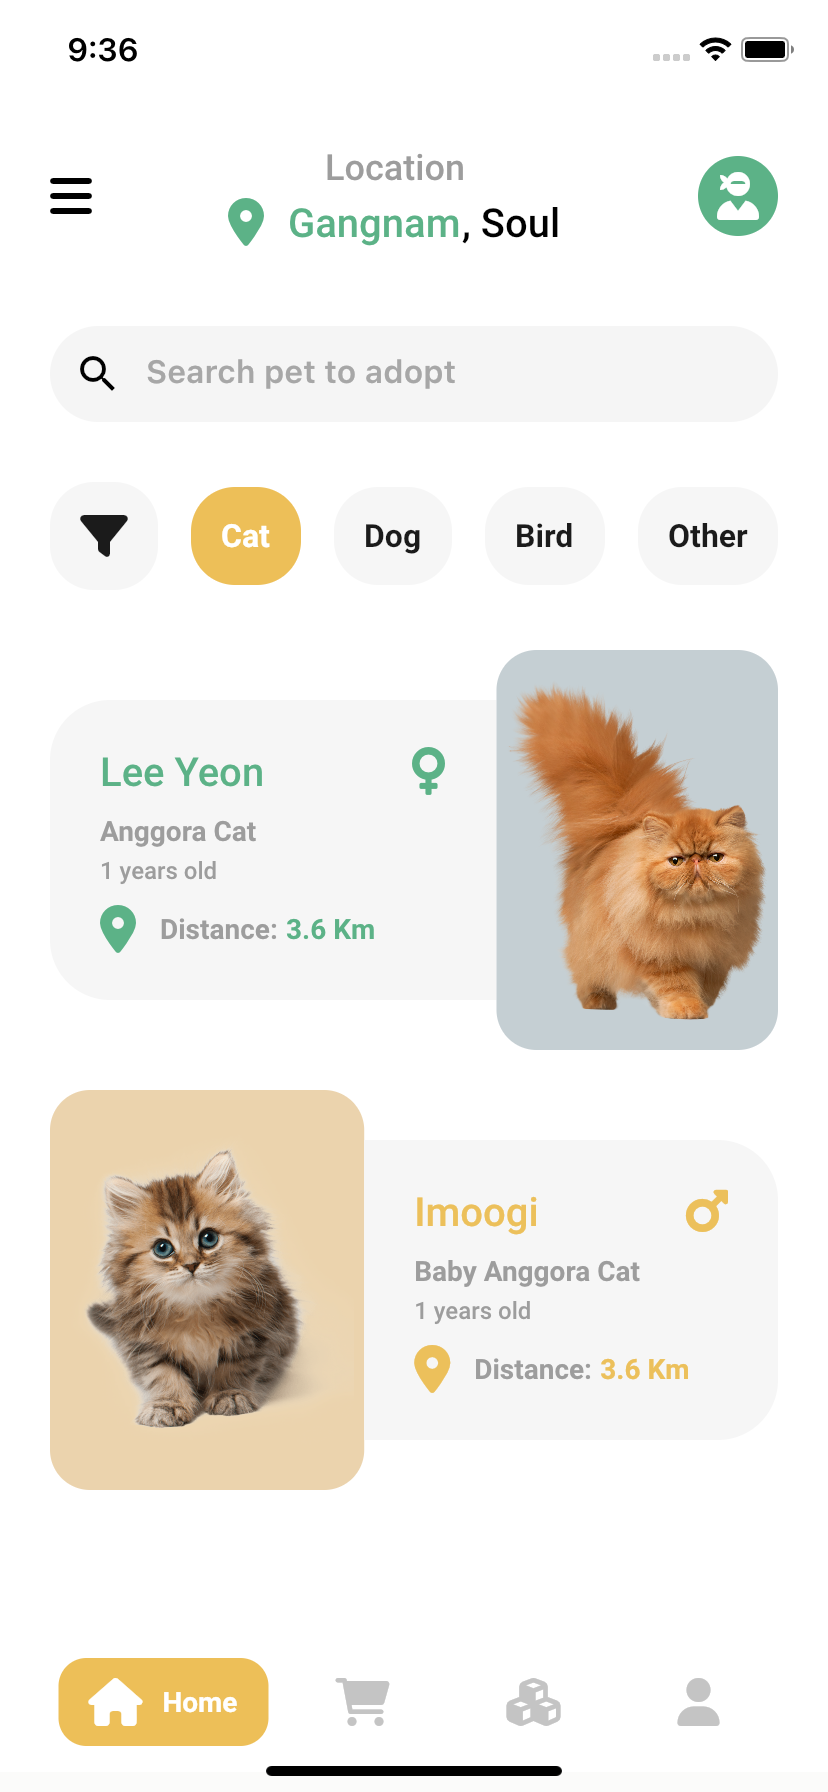 9:36
Location
Gangnam, Soul
Search pet to adopt
Cat
Dog
Bird
Other
Lee Yeon
Anggora Cat
1 years old
Distance: 3.6 Km
Imoogi
Baby Anggora Cat
1 years old
Distance: 3.6 Km
Home